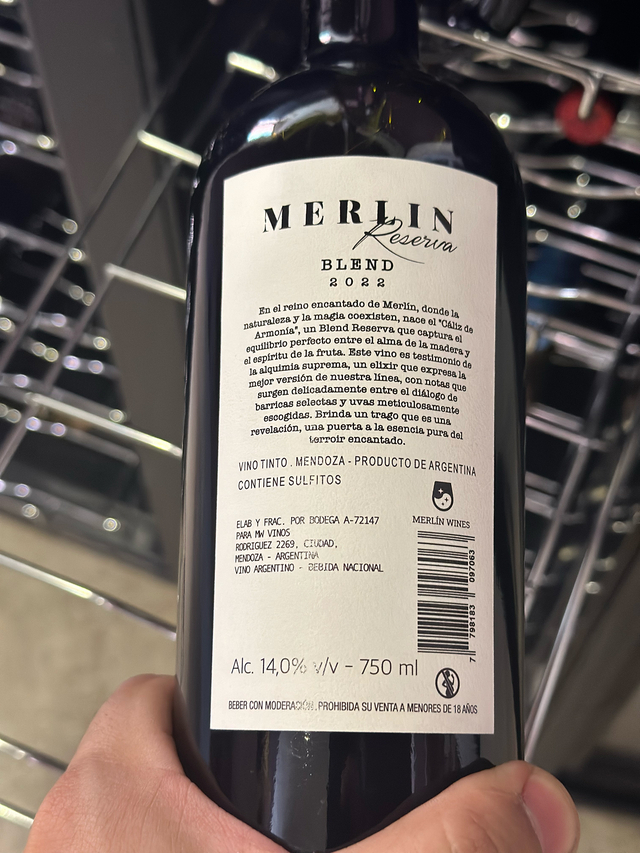 MERLIN
Reserva
BLEND
2022
En el reino encantado de Merlín, donde la
naturaleza y la magia coexisten, nace el "Cáliz de
Armonía", un Blend Reserva que captura el
equilibrio perfecto entre el alma de la madera y
el espíritu de la fruta. Este vino es testimonio de
la alquimia suprema, un elixir que expresa la
mejor versión de nuestra línea, con notas que
surgen delicadamente entre el diálogo de
barricas selectas y uvas meticulosamente
escogidas. Brinda un trago que es una
revelación, una puerta a la esencia pura del
terroir encantado.
VINO TINTO . MENDOZA - PRODUCTO DE ARGENTINA
CONTIENE SULFITOS
ELAB Y FRAC. POR BODEGA A-72147
PARA MW VINOS
RODRIGUEZ 2269, CIUDAD,
MENDOZA - ARGENTINA
VINO ARGENTINO - BEBIDA NACIONAL
MERLÍN WINES
7 798183 097063
Alc. 14,0% v/v - 750 ml
BEBER CON MODERACIÓN. PROHIBIDA SU VENTA A MENORES DE 18 AÑOS